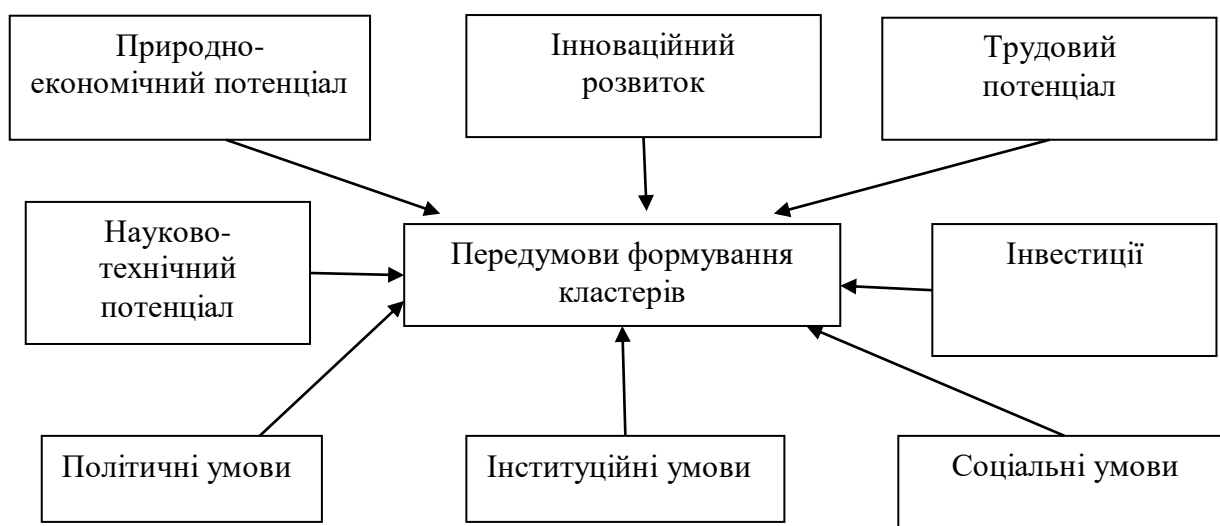 Природно-
економічний потенціал
Інноваційний
розвиток
Трудовий
потенціал
Науково-
технічний
потенціал
Передумови формування
кластерів
Інвестиції
Політичні умови
Інституційні умови
Соціальні умови